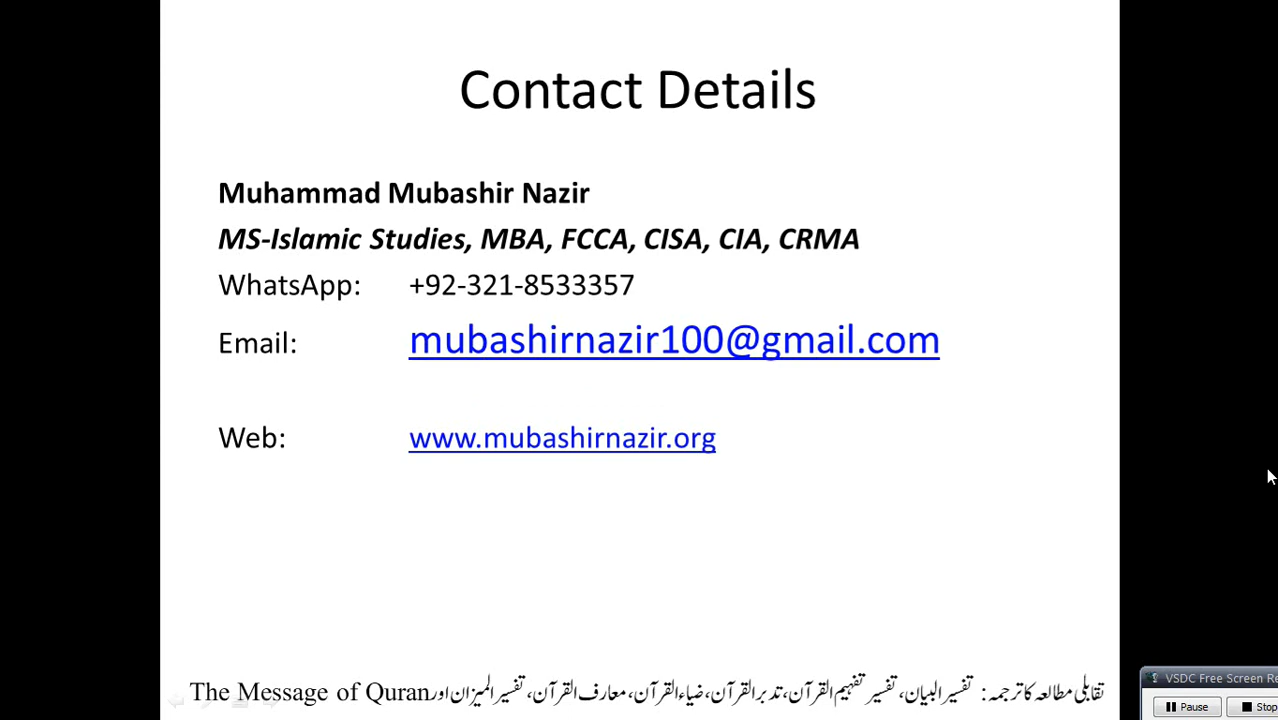 Contact Details
Muhammad Mubashir Nazir
MS-Islamic Studies, MBA, FCCA, CISA, CIA, CRMA
WhatsApp: +92-321-8533357
Email: mubashirnazir100@gmail.com
Web: www.mubashirnazir.org
تقابلی مطالعہ کا ترجمہ: تفسیر البیان، تفسیر تفہیم القرآن، تدبر القرآن، ضیاء القرآن، معارف القرآن، تفسیر المیزان اور The Message of Quran
VSDC Free Screen Re
Pause Stop